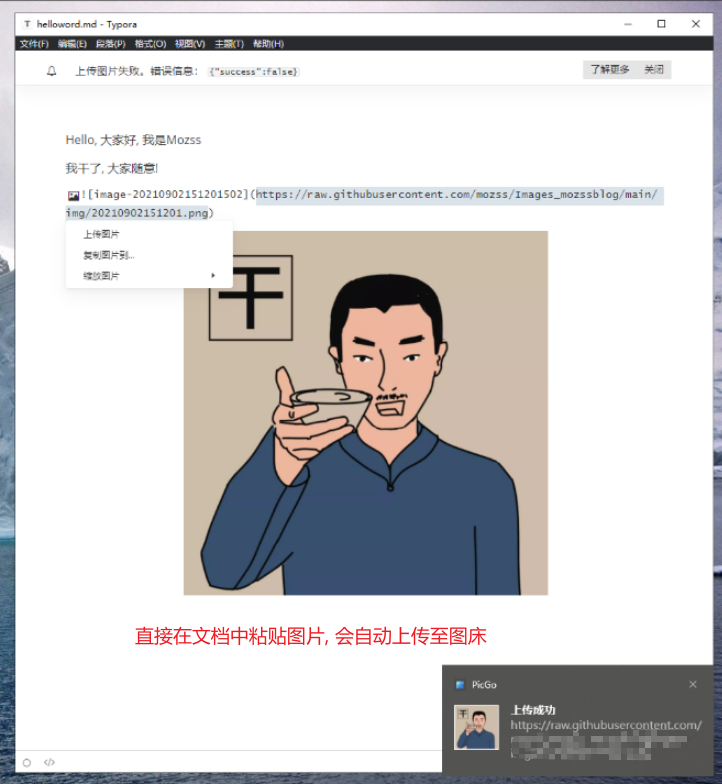 helloword.md - Typora
文件(F) 编辑(E) 段落(P) 格式(O) 视图(V) 主题(T) 帮助(H)
上传图片失败。错误信息： {"success":false} 了解更多 关闭
Hello, 大家好, 我是Mozss
我干了, 大家随意!
![image-20210902151201502](https://raw.githubusercontent.com/mozss/Images_mozssblog/main/
img/20210902151201.png)
上传图片
复制图片到...
缩放图片
干
直接在文档中粘贴图片, 会自动上传至图床
PicGo
上传成功
https://raw.githubusercontent.com/